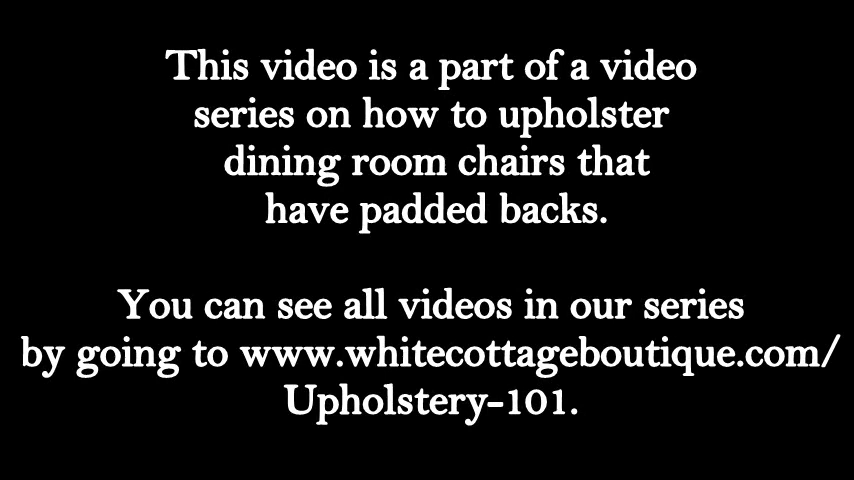 This video is a part of a video
series on how to upholster
dining room chairs that
have padded backs.
You can see all videos in our series
by going to www.whitecottageboutique.com/
Upholstery-101.